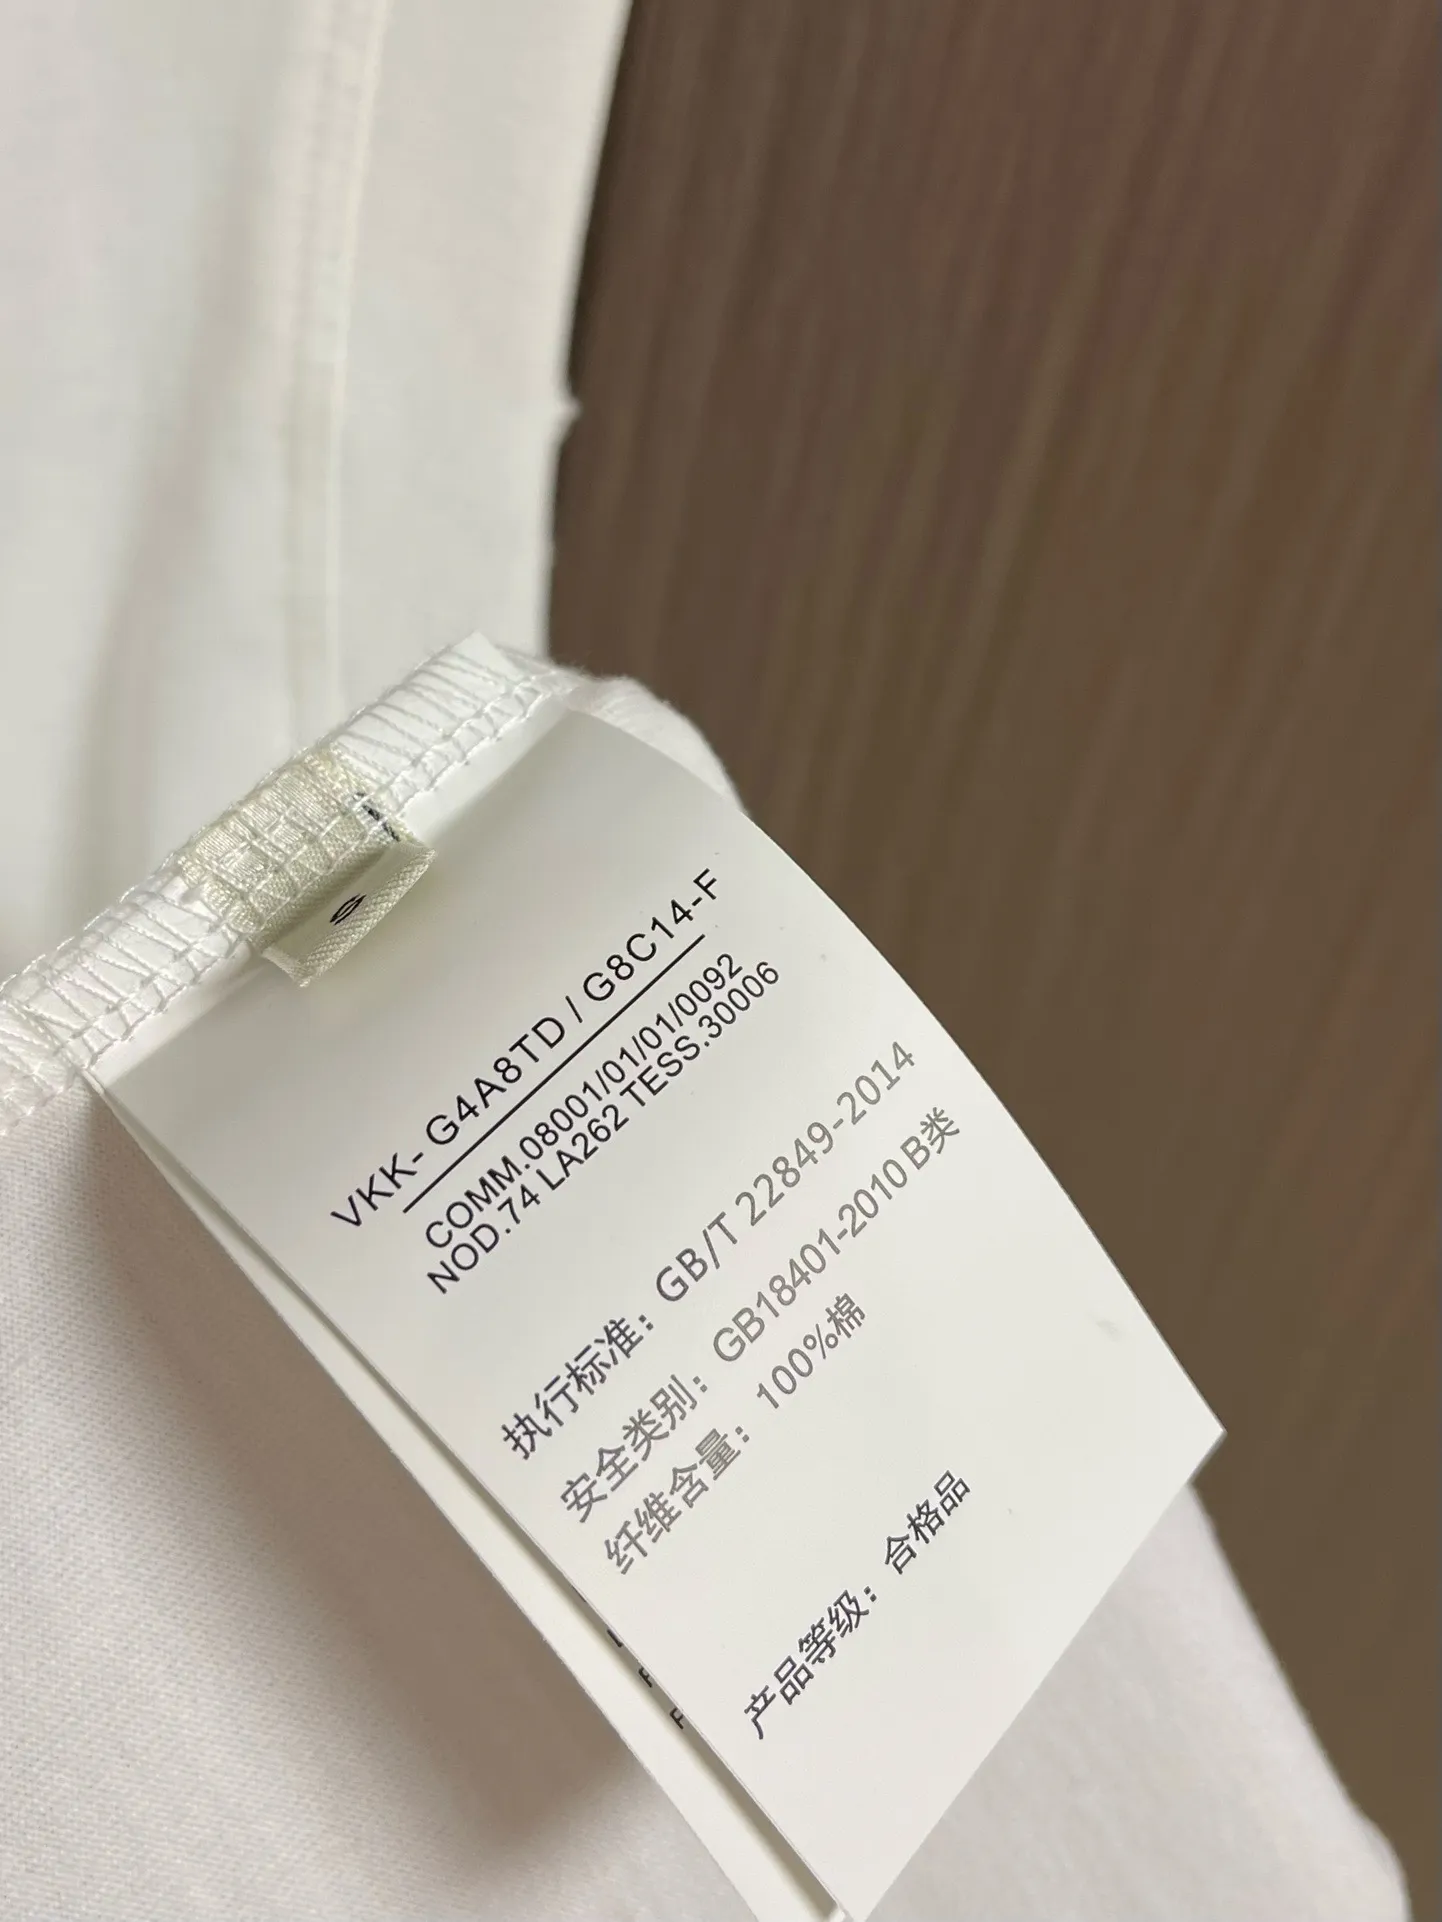 VKK- G4A8TD / G8C14-F
COMM.08001/01/01/01/0092
NOD.74 LA262 TESS.30006
执行标准：GB/T 22849-2014
安全类别：GB18401-2010 B类
纤维含量：100%棉
产品等级：合格品